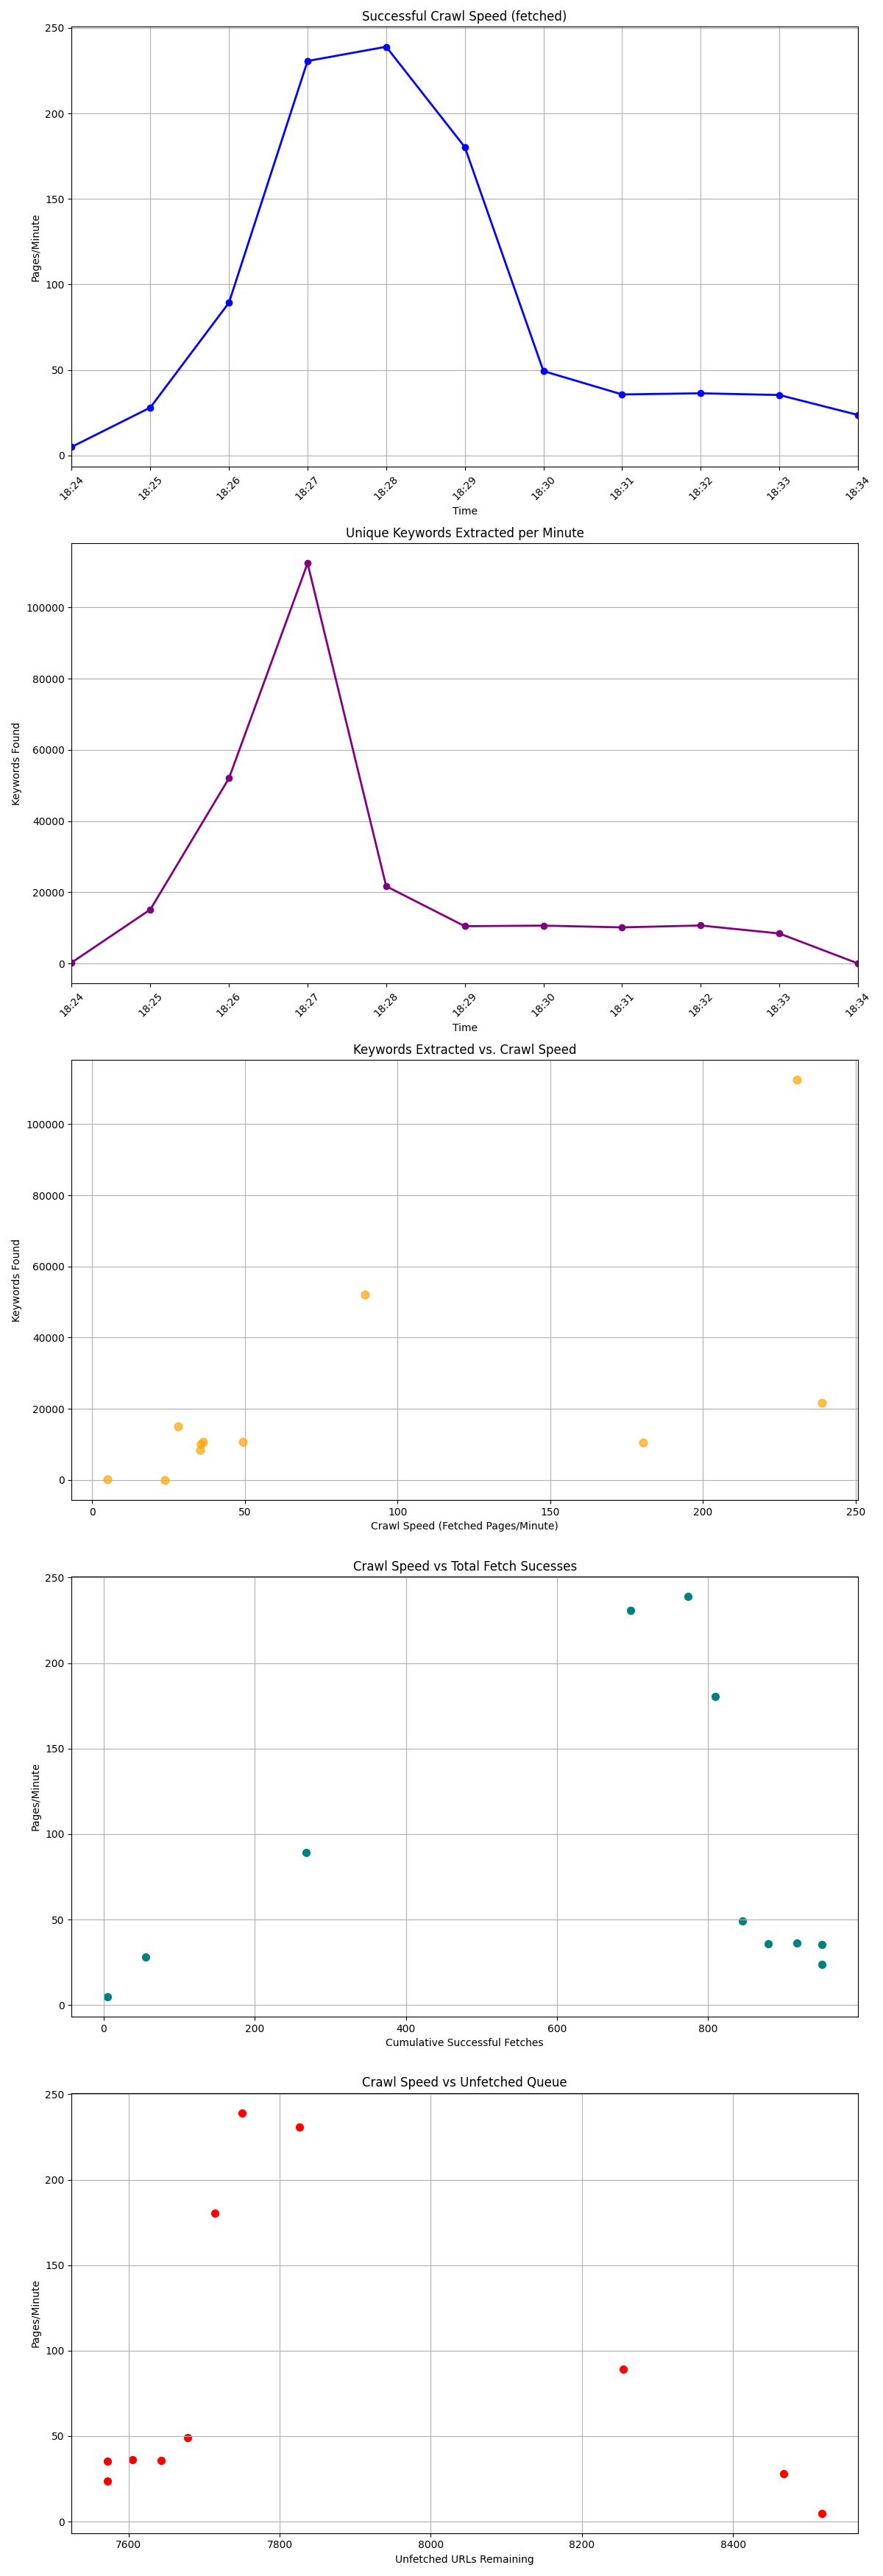 Successful Crawl Speed (fetched)
250
200
150
100
50
0
Pages/Minute
18:24 18:25 18:26 18:27 18:28 18:29 18:30 18:31 18:32 18:33 18:34
Time
Unique Keywords Extracted per Minute
100000
80000
60000
40000
20000
0
Keywords Found
18:24 18:25 18:26 18:27 18:28 18:29 18:30 18:31 18:32 18:33 18:34
Time
Keywords Extracted vs. Crawl Speed
100000
80000
60000
40000
20000
0
Keywords Found
0 50 100 150 200 250
Crawl Speed (Fetched Pages/Minute)
Crawl Speed vs Total Fetch Sucesses
250
200
150
100
50
0
Pages/Minute
0 200 400 600 800
Cumulative Successful Fetches
Crawl Speed vs Unfetched Queue
250
200
150
100
50
0
Pages/Minute
7600 7800 8000 8200 8400
Unfetched URLs Remaining